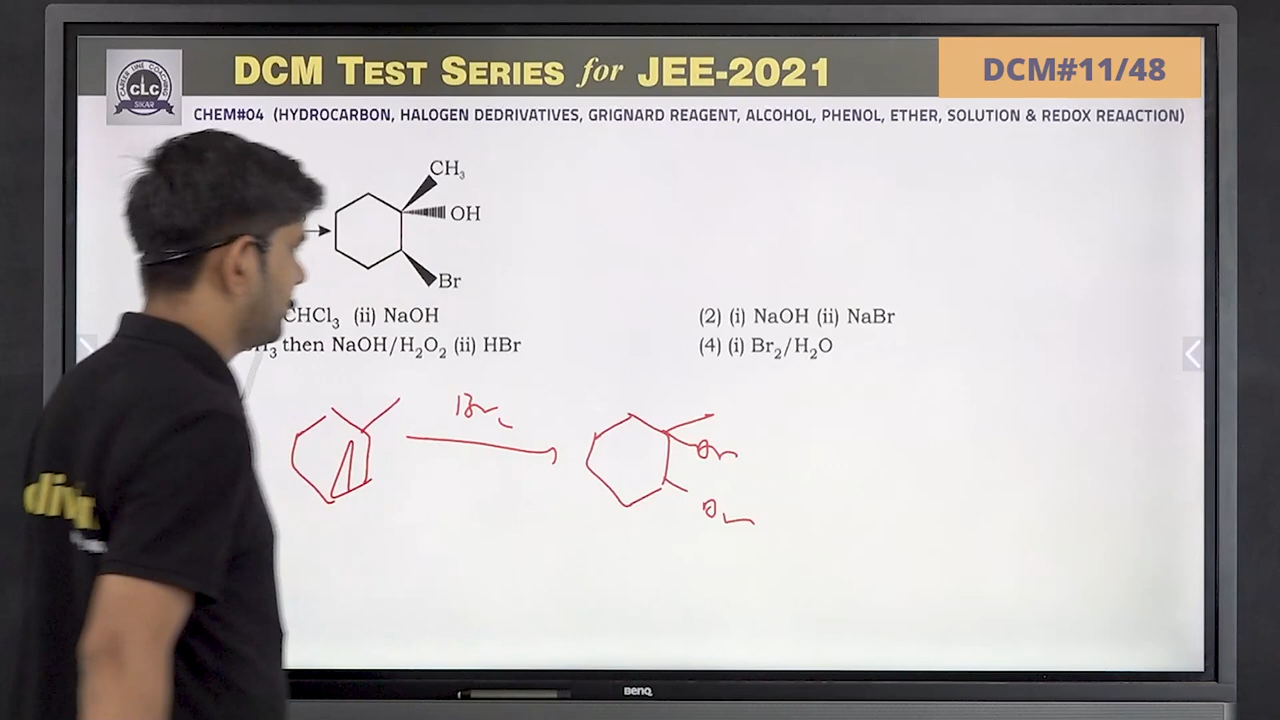 DCM TEST SERIES for JEE-2021
DCM#11/48
CAREER LINE COACHING
CLC
SIKAR
CHEM#04 (HYDROCARBON, HALOGEN DEDRIVATIVES, GRIGNARD REAGENT, ALCOHOL, PHENOL, ETHER, SOLUTION & REDOX REAACTION)
CH₃
OH
Br
CHCl₃ (ii) NaOH
(2) (i) NaOH (ii) NaBr
then NaOH/H₂O₂ (ii) HBr
(4) (i) Br₂/H₂O
Br₂
Br
Br
BenQ